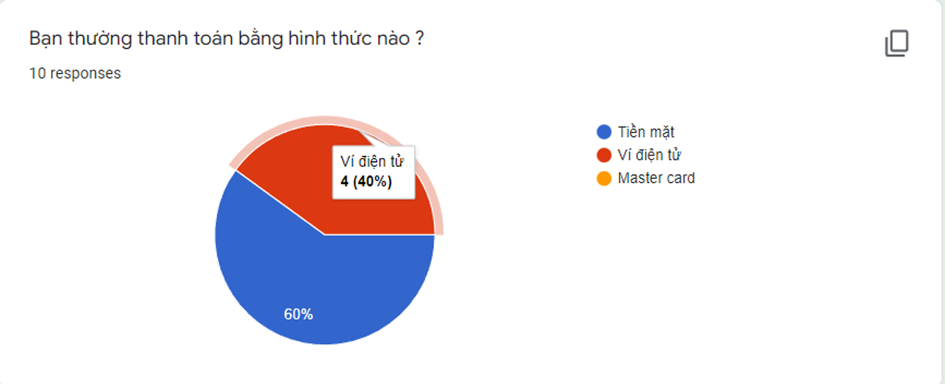 Bạn thường thanh toán bằng hình thức nào ?
10 responses
Tiền mặt
Ví điện tử
Master card
Ví điện tử
4 (40%)
60%